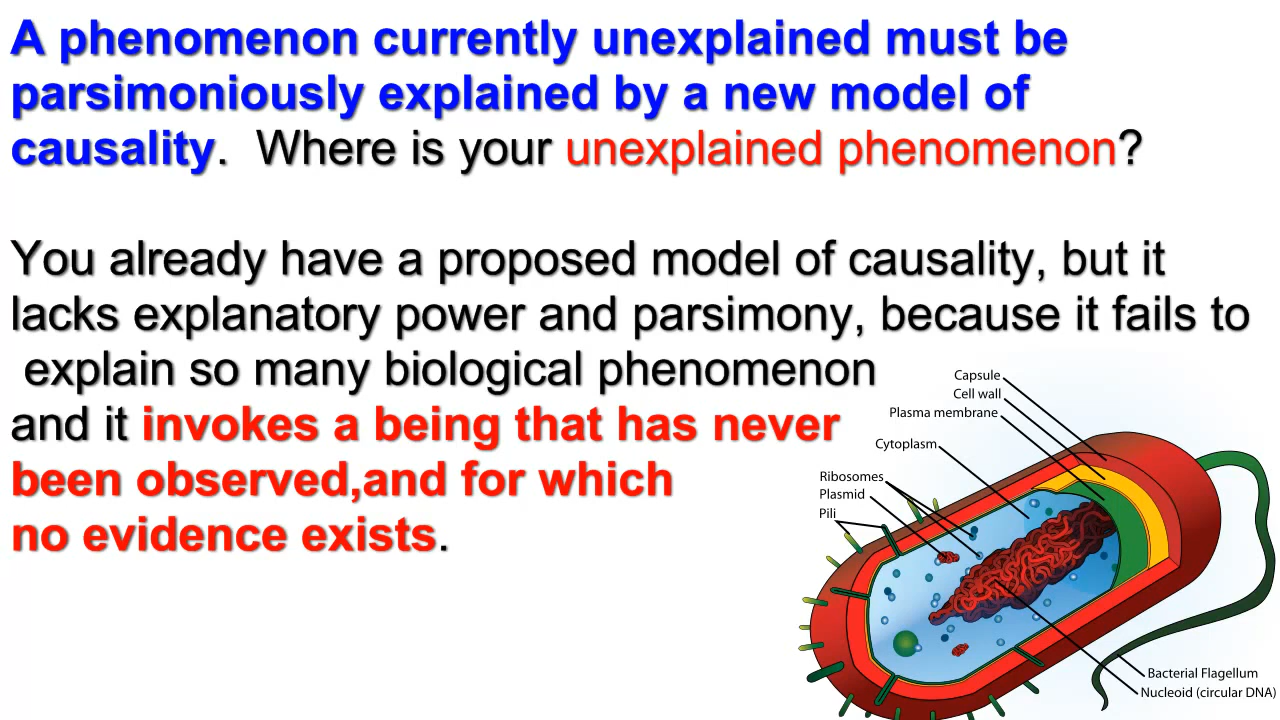 A phenomenon currently unexplained must be
parsimoniously explained by a new model of
causality.  Where is your unexplained phenomenon?
You already have a proposed model of causality, but it
lacks explanatory power and parsimony, because it fails to
explain so many biological phenomenon
and it invokes a being that has never
been observed,and for which
no evidence exists.
Capsule
Cell wall
Plasma membrane
Cytoplasm
Ribosomes
Plasmid
Pili
Bacterial Flagellum
Nucleoid (circular DNA)